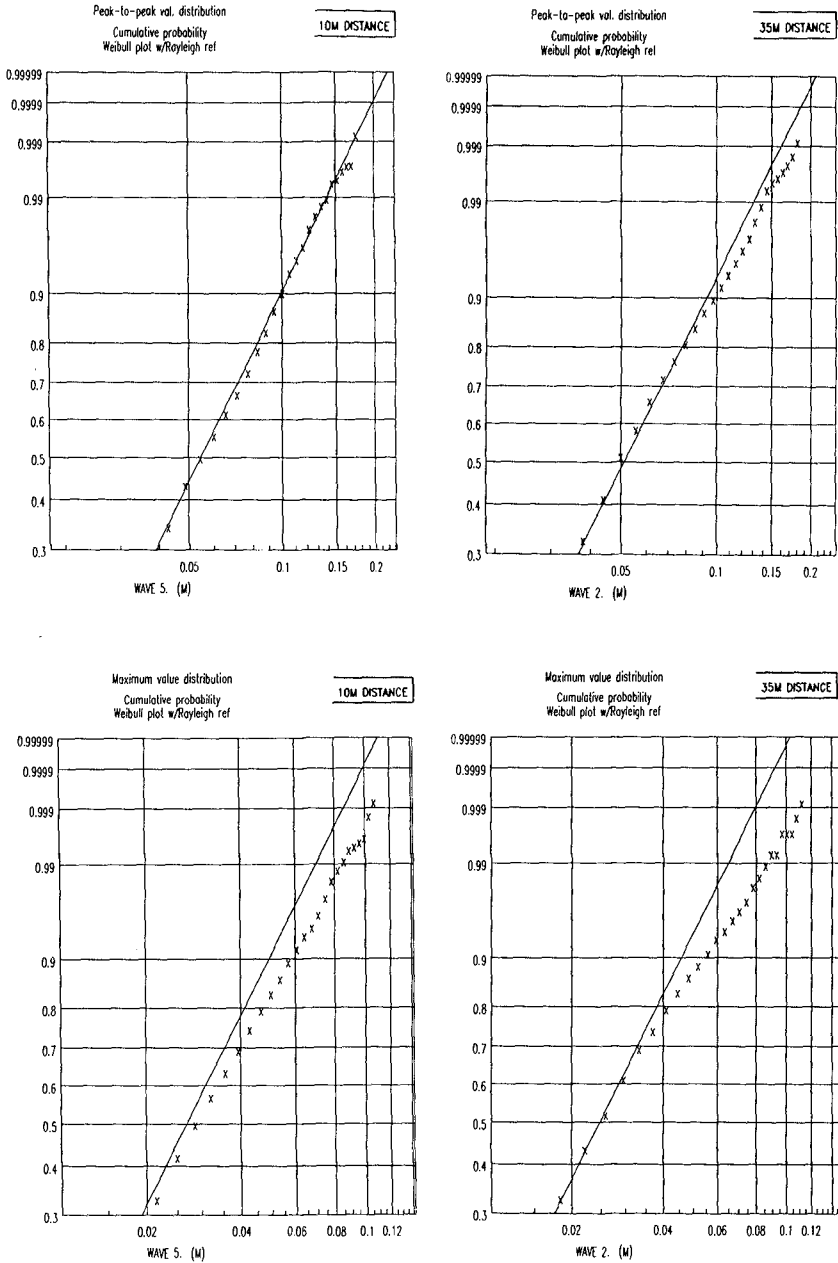 Peak-to-peak val. distribution
10M DISTANCE
Cumulative probability
Weibull plot w/Rayleigh ref
0.99999
0.9999
0.999
0.99
0.9
0.8
0.7
0.6
0.5
0.4
0.3
0.05 0.1 0.15 0.2
WAVE 5. (M)
Peak-to-peak val. distribution
35M DISTANCE
Cumulative probability
Weibull plot w/Rayleigh ref
0.99999
0.9999
0.999
0.99
0.9
0.8
0.7
0.6
0.5
0.4
0.3
0.05 0.1 0.15 0.2
WAVE 2. (M)
Maximum value distribution
10M DISTANCE
Cumulative probability
Weibull plot w/Rayleigh ref
0.99999
0.9999
0.999
0.99
0.9
0.8
0.7
0.6
0.5
0.4
0.3
0.02 0.04 0.06 0.08 0.1 0.12
WAVE 5. (M)
Maximum value distribution
35M DISTANCE
Cumulative probability
Weibull plot w/Rayleigh ref
0.99999
0.9999
0.999
0.99
0.9
0.8
0.7
0.6
0.5
0.4
0.3
0.02 0.04 0.06 0.08 0.1 0.12
WAVE 2. (M)